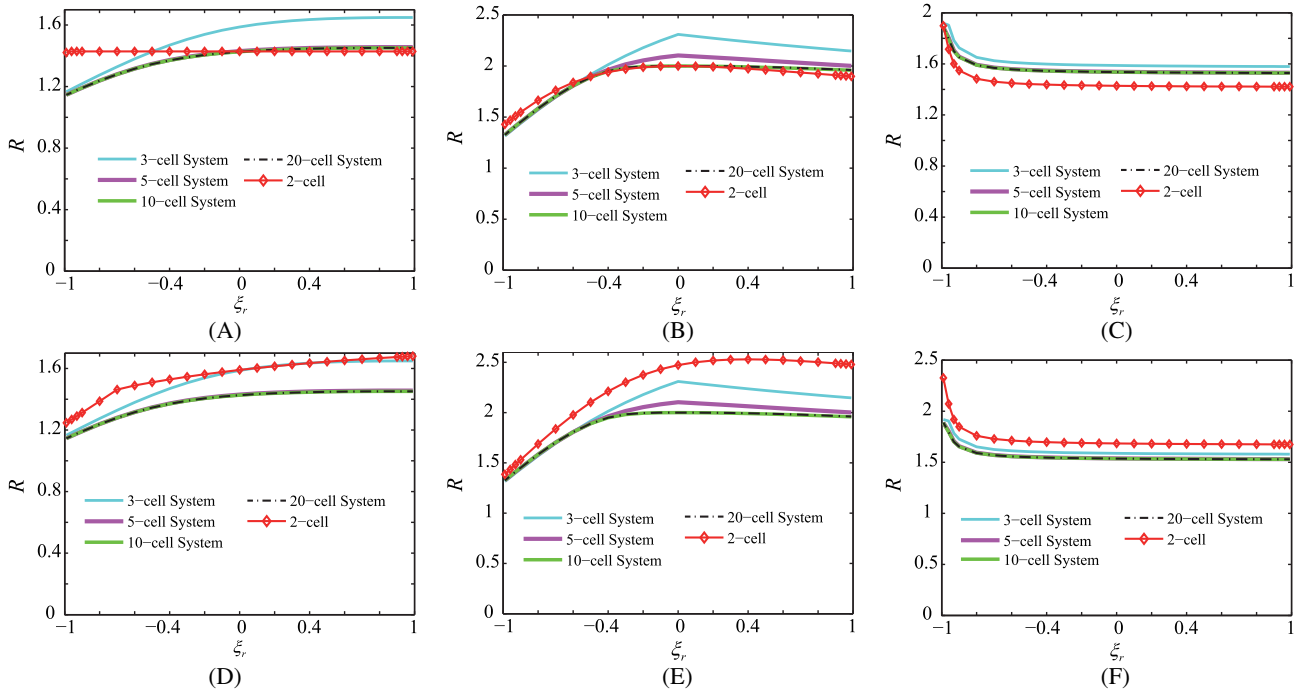 1.6
1.2
1.4
1.6
0
R
3−cell System
5−cell System
10−cell System
20−cell System
2−cell
−1
−0.4
0
0.4
1
ξr
(A)
2.5
2
1.5
1
0.5
0
R
3−cell System
5−cell System
10−cell System
20−cell System
2−cell
−1
−0.4
0
0.4
1
ξr
(B)
2
1.6
1.2
1.4
0
R
3−cell System
5−cell System
10−cell System
20−cell System
2−cell
−1
−0.4
0
0.4
1
ξr
(C)
1.6
1.2
1.6
1.4
0
R
3−cell System
5−cell System
10−cell System
20−cell System
2−cell
−1
−0.4
0
0.4
1
ξr
(D)
2.5
2
1.5
1
0.5
0
R
3−cell System
5−cell System
10−cell System
20−cell System
2−cell
−1
−0.4
0
0.4
1
ξr
(E)
2.5
2
1.5
1
0.5
0
R
3−cell System
5−cell System
10−cell System
20−cell System
2−cell
−1
−0.4
0
0.4
1
ξr
(F)